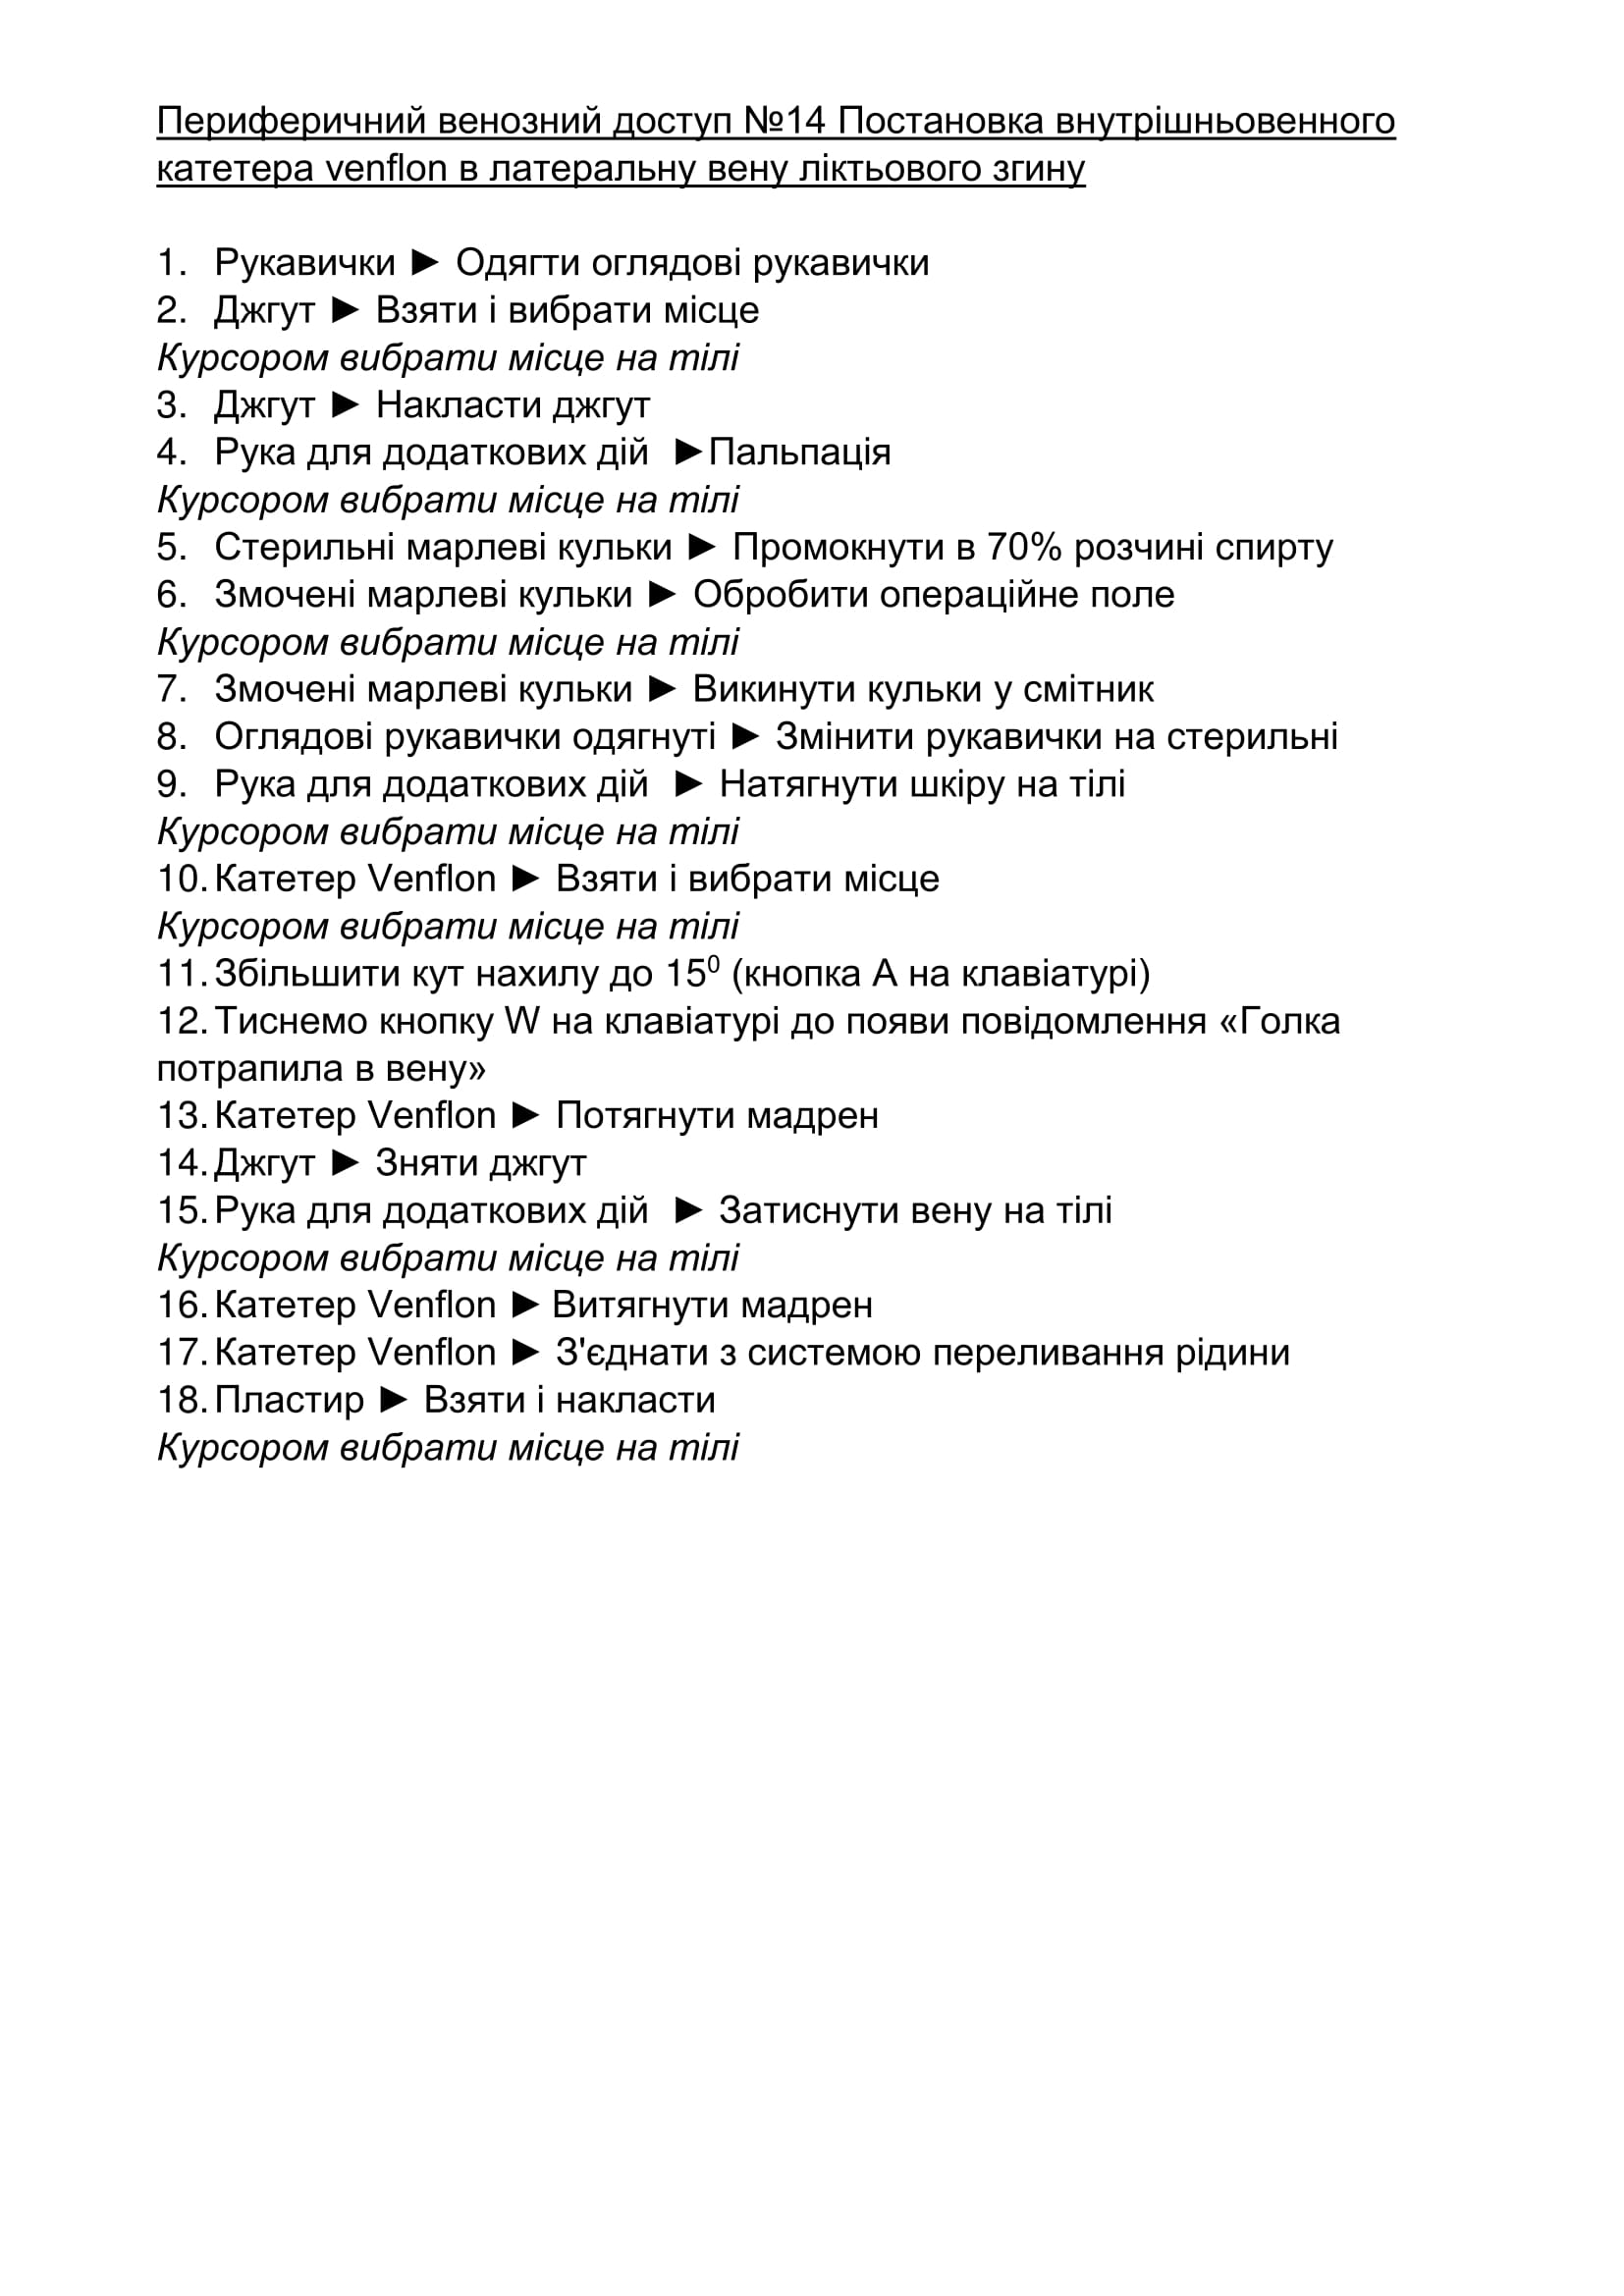 Периферичний венозний доступ №14 Постановка внутрішньовенного
катетера venflon в латеральну вену ліктьового згину
1. Рукавички ► Одягти оглядові рукавички
2. Джгут ► Взяти і вибрати місце
Курсором вибрати місце на тілі
3. Джгут ► Накласти джгут
4. Рука для додаткових дій ►Пальпація
Курсором вибрати місце на тілі
5. Стерильні марлеві кульки ► Промокнути в 70% розчині спирту
6. Змочені марлеві кульки ► Обробити операційне поле
Курсором вибрати місце на тілі
7. Змочені марлеві кульки ► Викинути кульки у смітник
8. Оглядові рукавички одягнуті ► Змінити рукавички на стерильні
9. Рука для додаткових дій ► Натягнути шкіру на тілі
Курсором вибрати місце на тілі
10. Катетер Venflon ► Взяти і вибрати місце
Курсором вибрати місце на тілі
11. Збільшити кут нахилу до 15⁰ (кнопка А на клавіатурі)
12. Тиснемо кнопку W на клавіатурі до появи повідомлення «Голка
потрапила в вену»
13. Катетер Venflon ► Потягнути мадрен
14. Джгут ► Зняти джгут
15. Рука для додаткових дій ► Затиснути вену на тілі
Курсором вибрати місце на тілі
16. Катетер Venflon ► Витягнути мадрен
17. Катетер Venflon ► З'єднати з системою переливання рідини
18. Пластир ► Взяти і накласти
Курсором вибрати місце на тілі